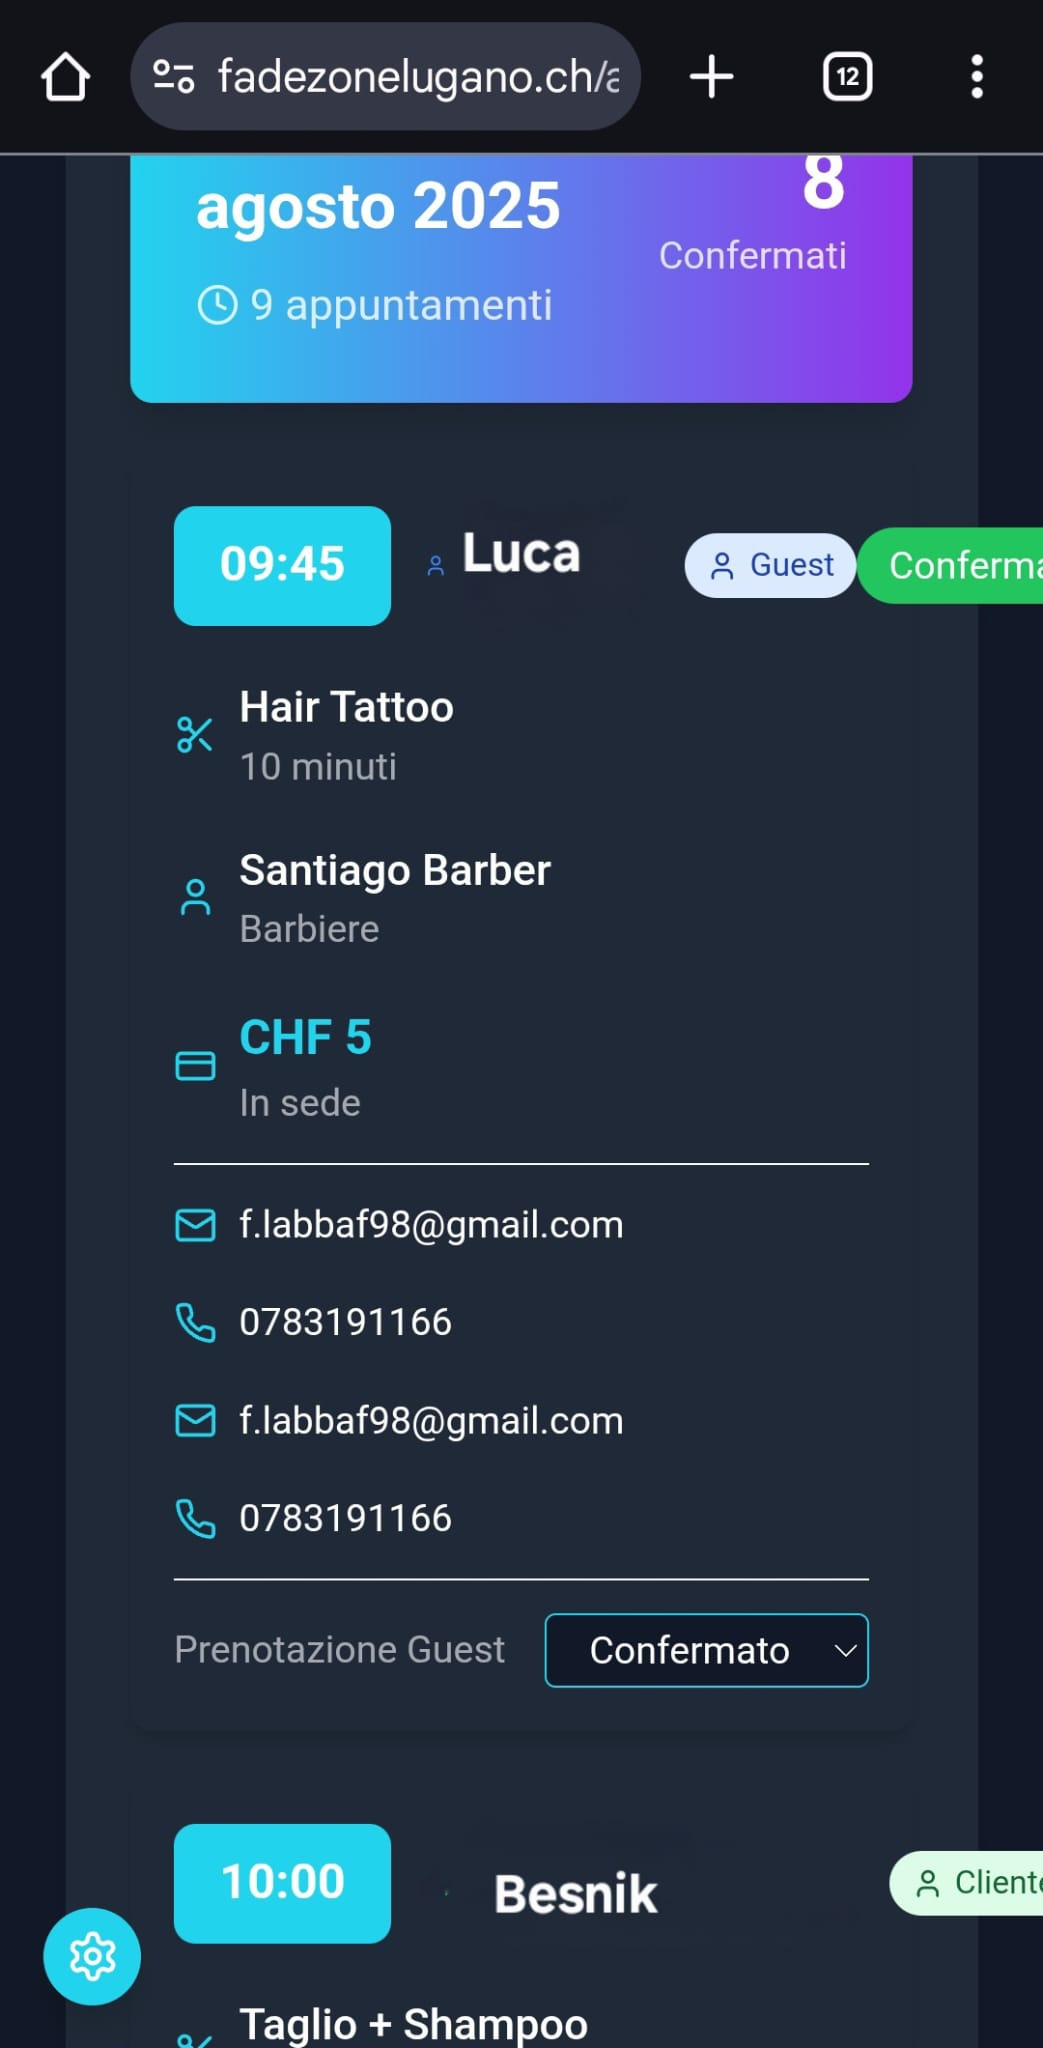 fadezonelugano.ch/a
12
agosto 2025
8
Confermati
9 appuntamenti
09:45
Luca
Guest
Conferma
Hair Tattoo
10 minuti
Santiago Barber
Barbiere
CHF 5
In sede
f.labbaf98@gmail.com
0783191166
f.labbaf98@gmail.com
0783191166
Prenotazione Guest
Confermato
10:00
Besnik
Cliente
Taglio + Shampoo